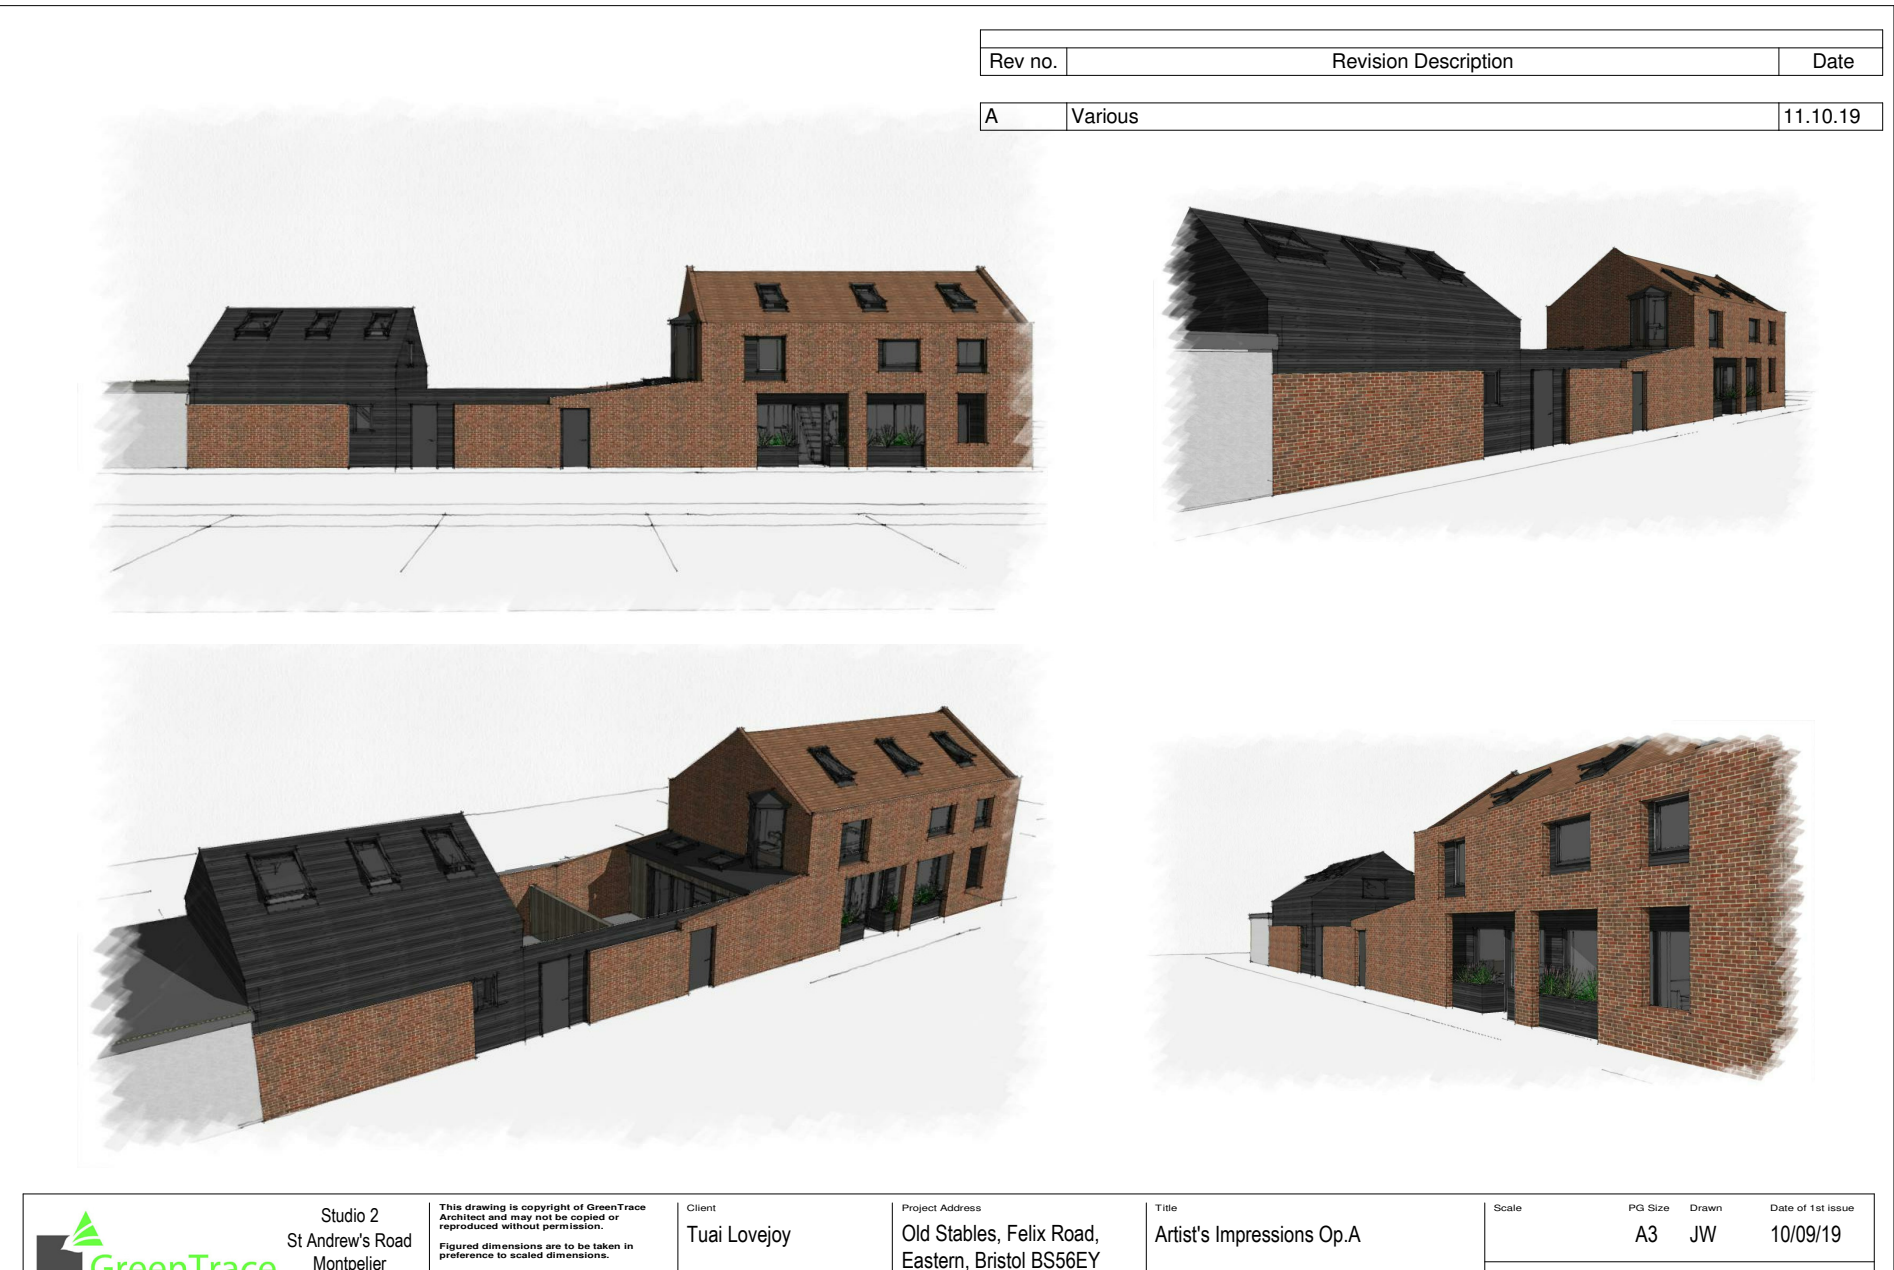 Rev no. Revision Description Date
A Various 11.10.19
GreenTrace
Studio 2
St Andrew's Road
Montpelier
This drawing is copyright of GreenTrace
Architect and may not be copied or
reproduced without permission.
Figured dimensions are to be taken in
preference to scaled dimensions.
Client
Tuai Lovejoy
Project Address
Old Stables, Felix Road,
Eastern, Bristol BS56EY
Title
Artist's Impressions Op.A
Scale
PG Size
A3
Drawn
JW
Date of 1st issue
10/09/19